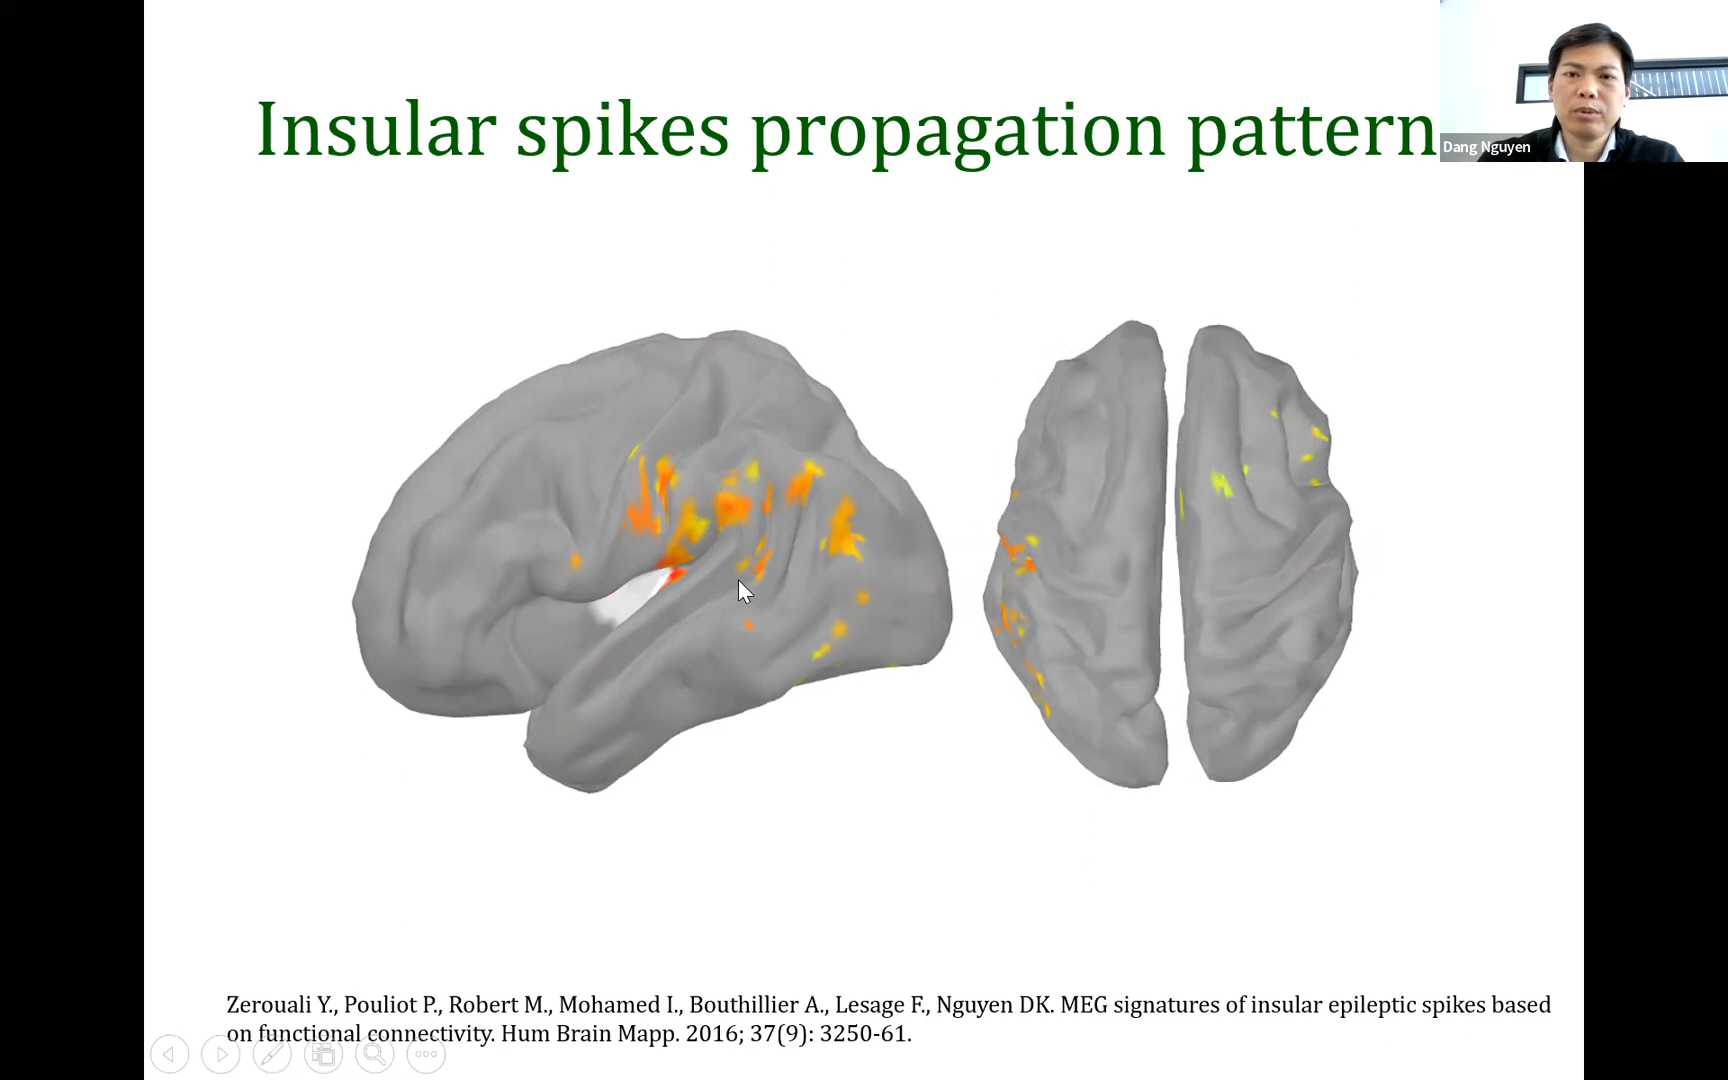 Insular spikes propagation pattern
Dang Nguyen
Zerouali Y., Pouliot P., Robert M., Mohamed I., Bouthillier A., Lesage F., Nguyen DK. MEG signatures of insular epileptic spikes based
on functional connectivity. Hum Brain Mapp. 2016; 37(9): 3250-61.